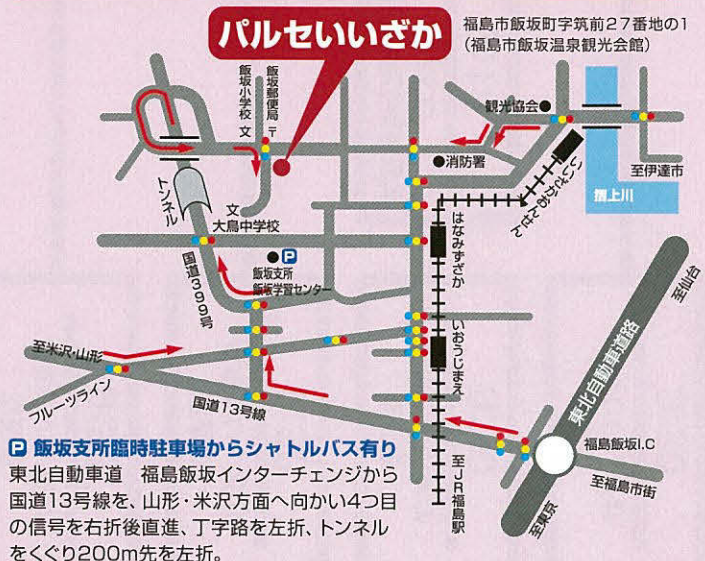 パルセいいざか
福島市飯坂町字筑前27番地の1
(福島市飯坂温泉観光会館)
飯坂小学校 文
飯坂郵便局 〒
観光協会
消防署
至伊達市
摺上川
いいざかおんせん
トンネル
文
大鳥中学校
はなみずざか
国道399号
P
飯坂支所
飯坂学習センター
至仙台
東北自動車道路
至米沢・山形
いおうじまえ
フルーツライン
国道13号線
福島飯坂I.C
至福島市街
至JR福島駅
至東京
P 飯坂支所臨時駐車場からシャトルバス有り
東北自動車道 福島飯坂インターチェンジから
国道13号線を、山形・米沢方面へ向かい4つ目
の信号を右折後直進、丁字路を左折、トンネル
をくぐり200m先を左折。